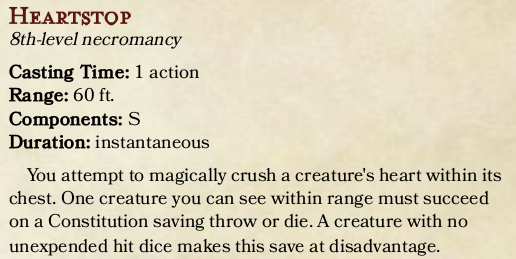 Heartstop
8th-level necromancy
Casting Time: 1 action
Range: 60 ft.
Components: S
Duration: instantaneous
You attempt to magically crush a creature's heart within its
chest. One creature you can see within range must succeed
on a Constitution saving throw or die. A creature with no
unexpended hit dice makes this save at disadvantage.